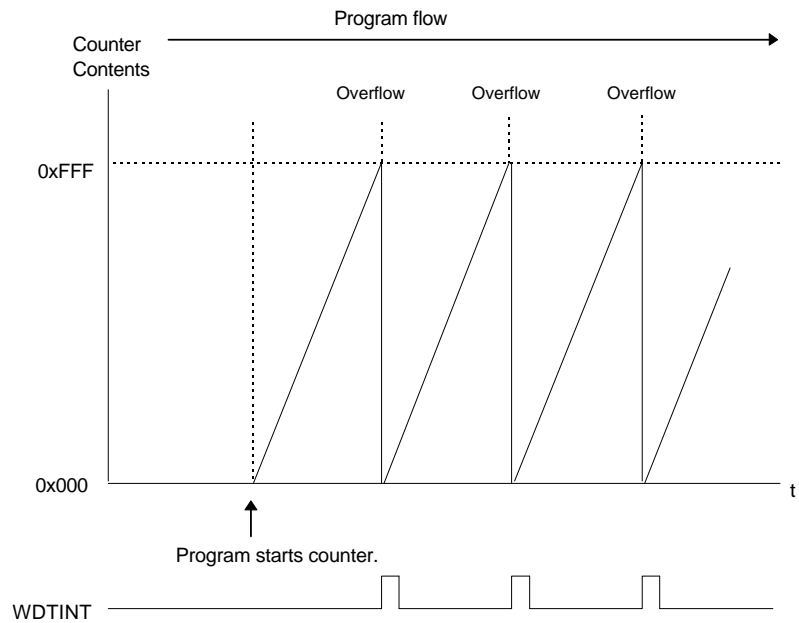 Program flow
Counter
Contents
Overflow Overflow Overflow
0xFFF
0x000
t
Program starts counter.
WDTINT